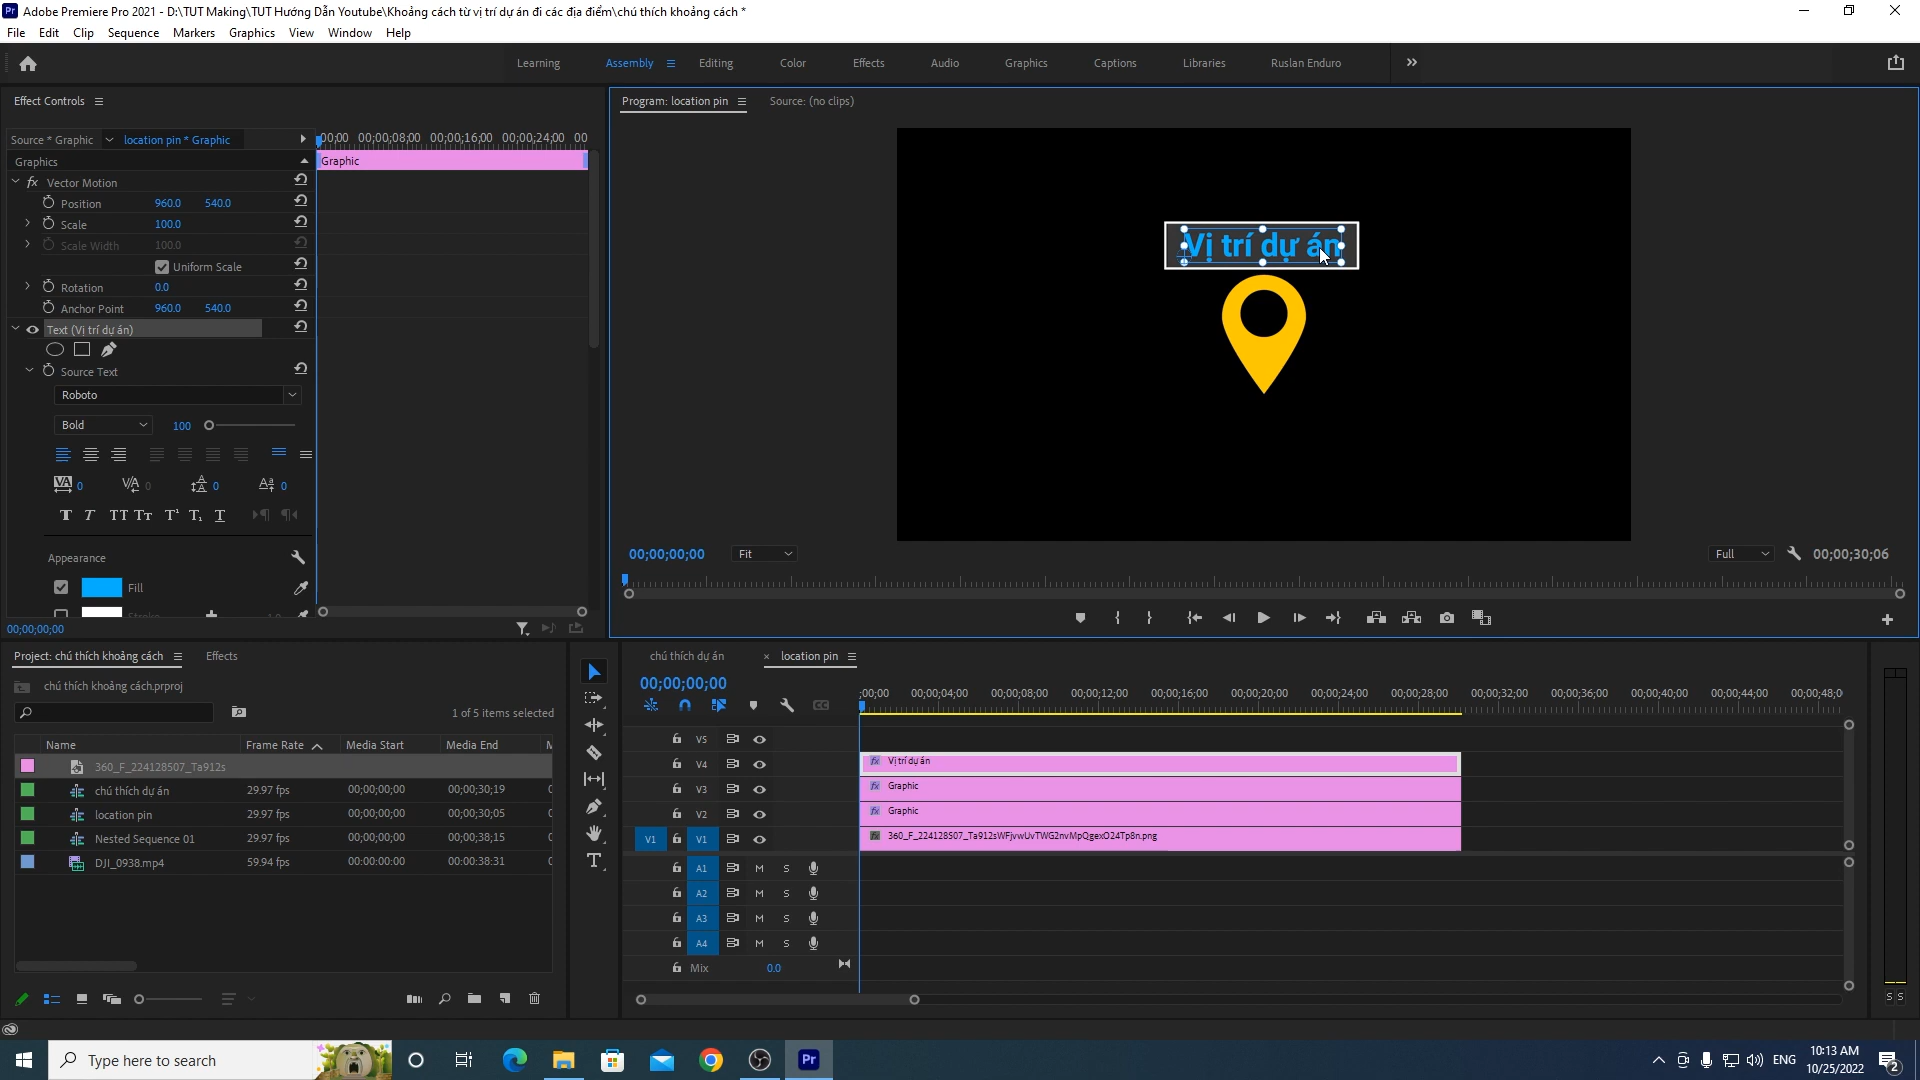 Adobe Premiere Pro 2021 - D:\TUT Making\TUT Hướng Dẫn Youtube\Khoảng cách từ vị trí dự án đi các địa điểm\chú thích khoảng cách *
File Edit Clip Sequence Markers Graphics View Window Help
Learning Assembly Editing Color Effects Audio Graphics Captions Libraries Ruslan Enduro
Effect Controls
Program: location pin Source: (no clips)
Source * Graphic location pin * Graphic 00;00 00;00;08;00 00;00;16;00 00;00;24;00 00
Graphics Graphic
Vector Motion
Position 960.0 540.0
Scale 100.0
Scale Width 100.0
Uniform Scale
Rotation 0.0
Anchor Point 960.0 540.0
Text (Vị trí dự án)
Source Text
Roboto
Bold 100
0 0 0 0
Appearance
Fill
Stroke 1.0
00;00;00;00
Vị trí dự án
00;00;00;00 Fit Full 00;00;30;06
Project: chú thích khoảng cách Effects
chú thích khoảng cách.prproj
1 of 5 items selected
Name Frame Rate Media Start Media End
360_F_224128507_Ta912s
chú thích dự án 29.97 fps 00;00;00;00 00;00;30;19
location pin 29.97 fps 00;00;00;00 00;00;30;05
Nested Sequence 01 29.97 fps 00;00;00;00 00;00;38;15
DJI_0938.mp4 59.94 fps 00:00:00:00 00:00:38:31
chú thích dự án location pin
00;00;00;00
;00;00 00;00;04;00 00;00;08;00 00;00;12;00 00;00;16;00 00;00;20;00 00;00;24;00 00;00;28;00 00;00;32;00 00;00;36;00 00;00;40;00 00;00;44;00 00;00;48;0
V5
V4 Vị trí dự án
V3 Graphic
V2 Graphic
V1 V1 360_F_224128507_Ta912sWFjvwUvTWG2nvMpQgexO24Tp8n.png
A1 M S
A2 M S
A3 M S
A4 M S
Mix 0.0
S S
Type here to search
ENG
10:13 AM
10/25/2022
2